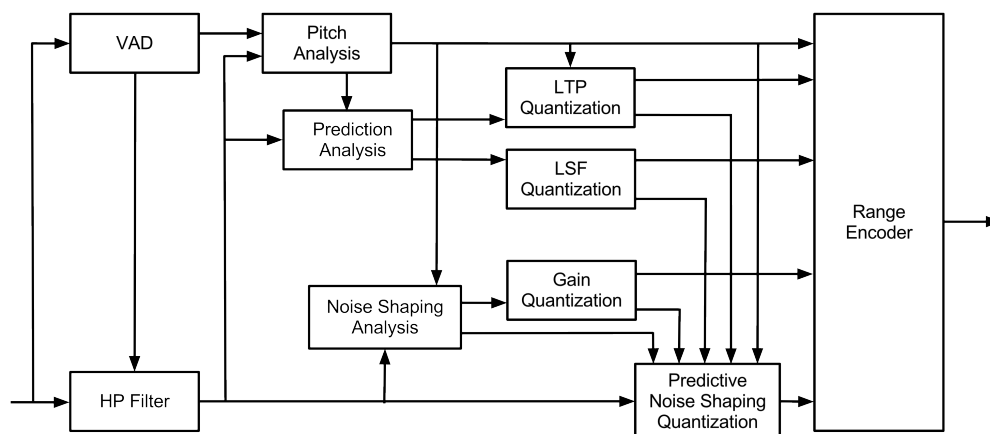 VAD
Pitch
Analysis
LTP
Quantization
Prediction
Analysis
LSF
Quantization
Range
Encoder
Gain
Quantization
Noise Shaping
Analysis
HP Filter
Predictive
Noise Shaping
Quantization